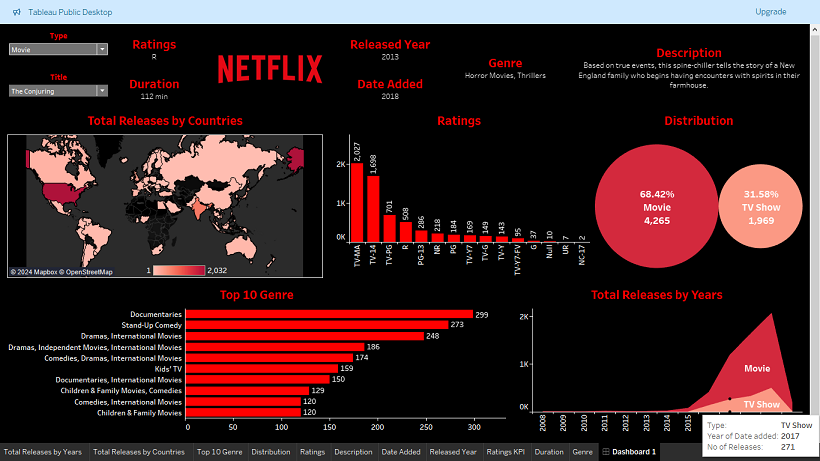 Tableau Public Desktop
Upgrade
Type
Movie
Title
The Conjuring
Ratings
R
Duration
112 min
NETFLIX
Released Year
2013
Date Added
2018
Genre
Horror Movies, Thrillers
Description
Based on true events, this spine-chiller tells the story of a New
England family who begins having encounters with spirits in their
farmhouse.
Total Releases by Countries
© 2024 Mapbox © OpenStreetMap
1
2,032
Ratings
2K
1K
0K
2,027
1,698
701
508
286
218
184
169
149
143
95
37
10
7
2
TV-MA
TV-14
TV-PG
R
PG-13
NR
PG
TV-Y7
TV-G
TV-Y
TV-Y7-FV
G
Null
UR
NC-17
Distribution
68.42%
Movie
4,265
31.58%
TV Show
1,969
Top 10 Genre
Documentaries 299
Stand-Up Comedy 273
Dramas, International Movies 248
Dramas, Independent Movies, International Movies 186
Comedies, Dramas, International Movies 174
Kids' TV 159
Documentaries, International Movies 150
Children & Family Movies, Comedies 129
Comedies, International Movies 120
Children & Family Movies 120
0 50 100 150 200 250 300
Total Releases by Years
2K
1K
0K
Movie
TV Show
2008
2009
2010
2011
2012
2013
2014
2015
2016
Type: TV Show
Year of Date added: 2017
No of Releases: 271
Total Releases by Years
Total Releases by Countries
Top 10 Genre
Distribution
Ratings
Description
Date Added
Released Year
Ratings KPI
Duration
Genre
Dashboard 1